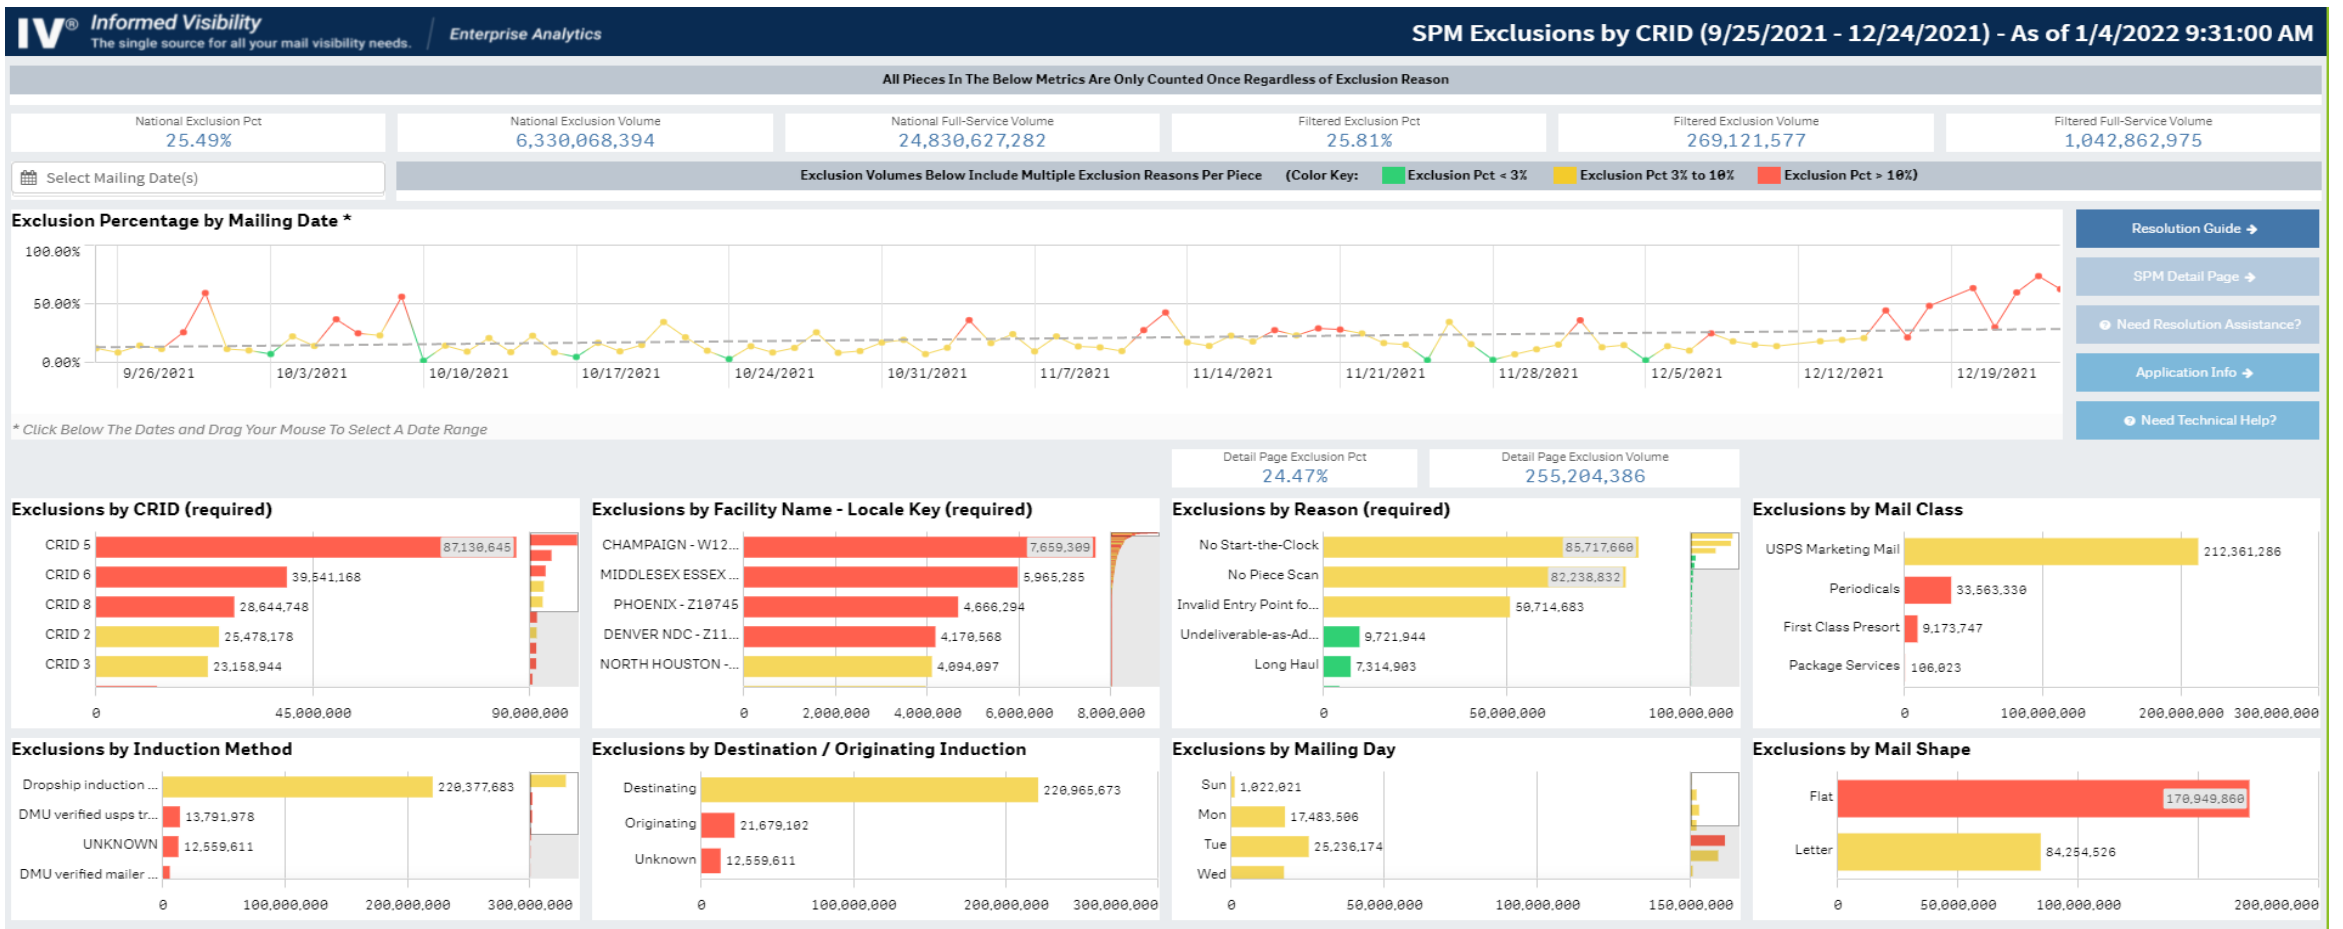 IV® Informed Visibility
The single source for all your mail visibility needs.
Enterprise Analytics
SPM Exclusions by CRID (9/25/2021 - 12/24/2021) - As of 1/4/2022 9:31:00 AM
All Pieces In The Below Metrics Are Only Counted Once Regardless of Exclusion Reason
National Exclusion Pct
25.49%
National Exclusion Volume
6,330,068,394
National Full-Service Volume
24,830,627,282
Filtered Exclusion Pct
25.81%
Filtered Exclusion Volume
269,121,577
Filtered Full-Service Volume
1,042,862,975
Select Mailing Date(s)
Exclusion Volumes Below Include Multiple Exclusion Reasons Per Piece (Color Key: Exclusion Pct < 3% Exclusion Pct 3% to 10% Exclusion Pct > 10%)
Exclusion Percentage by Mailing Date *
100.00%
50.00%
0.00%
9/26/2021 10/3/2021 10/10/2021 10/17/2021 10/24/2021 10/31/2021 11/7/2021 11/14/2021 11/21/2021 11/28/2021 12/5/2021 12/12/2021 12/19/2021
* Click Below The Dates and Drag Your Mouse To Select A Date Range
Resolution Guide →
SPM Detail Page →
Need Resolution Assistance?
Application Info →
Need Technical Help?
Detail Page Exclusion Pct
24.47%
Detail Page Exclusion Volume
255,204,386
Exclusions by CRID (required)
CRID 5 87,130,645
CRID 6 39,541,168
CRID 8 28,644,748
CRID 2 25,478,178
CRID 3 23,158,944
0 45,000,000 90,000,000
Exclusions by Facility Name - Locale Key (required)
CHAMPAIGN - W12... 7,659,309
MIDDLESEX ESSEX ... 5,965,285
PHOENIX - Z10745 4,666,294
DENVER NDC - Z11... 4,170,568
NORTH HOUSTON -... 4,094,097
0 2,000,000 4,000,000 6,000,000 8,000,000
Exclusions by Reason (required)
No Start-the-Clock 85,717,660
No Piece Scan 82,238,832
Invalid Entry Point fo... 50,714,683
Undeliverable-as-Ad... 9,721,944
Long Haul 7,314,903
0 50,000,000 100,000,000
Exclusions by Mail Class
USPS Marketing Mail 212,361,286
Periodicals 33,563,330
First Class Presort 9,173,747
Package Services 106,023
0 100,000,000 200,000,000 300,000,000
Exclusions by Induction Method
Dropship induction ... 220,377,683
DMU verified usps tr... 13,791,978
UNKNOWN 12,559,611
DMU verified mailer ...
0 100,000,000 200,000,000 300,000,000
Exclusions by Destination / Originating Induction
Destinating 220,965,673
Originating 21,679,102
Unknown 12,559,611
0 100,000,000 200,000,000 300,000,000
Exclusions by Mailing Day
Sun 1,022,021
Mon 17,483,506
Tue 25,236,174
Wed
0 50,000,000 100,000,000 150,000,000
Exclusions by Mail Shape
Flat 170,949,860
Letter 84,254,526
0 50,000,000 100,000,000 200,000,000